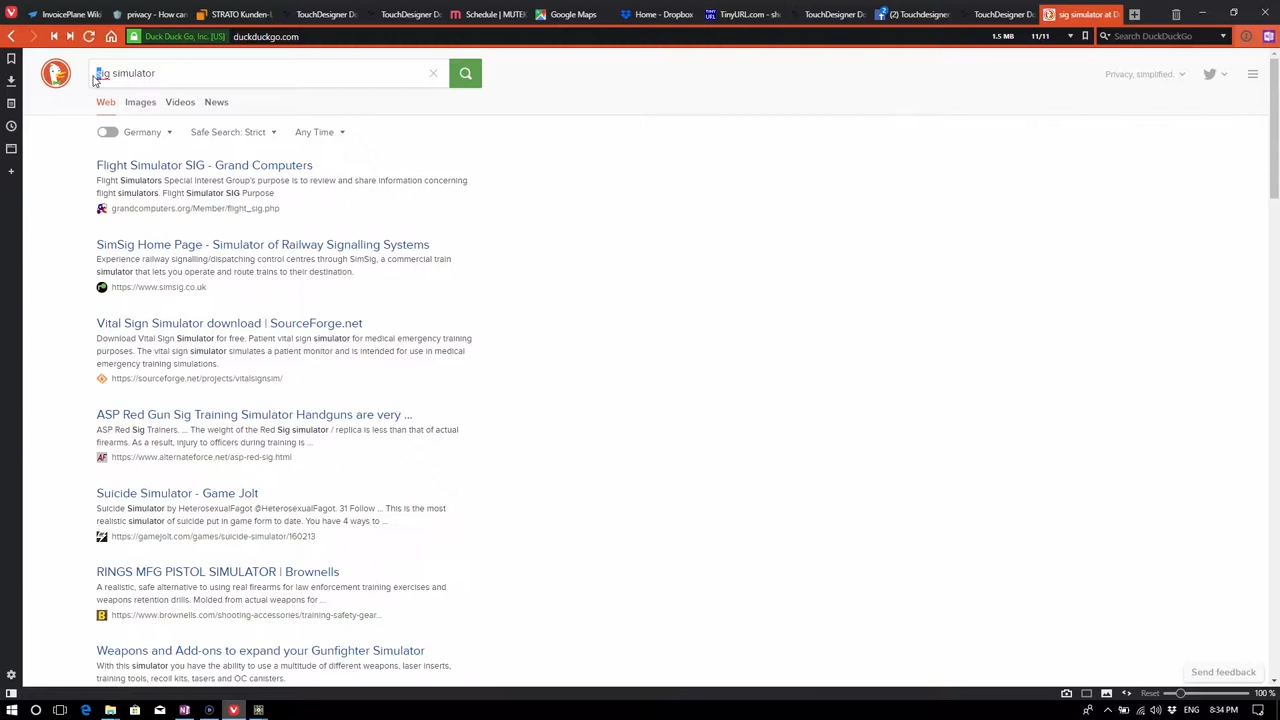 InvoicePlane Wiki
privacy - How can
STRATO Kunden-L
TouchDesigner Do
TouchDesigner Do
Schedule | MUTEK
Google Maps
Home - Dropbox
TinyURL.com - sh
TouchDesigner Do
(2) Touchdesigner
TouchDesigner Do
sig simulator at D
Duck Duck Go, Inc. [US]
duckduckgo.com
1.5 MB
11/11
Search DuckDuckGo
sig simulator
Privacy, simplified.
Web
Images
Videos
News
Germany
Safe Search: Strict
Any Time
Flight Simulator SIG - Grand Computers
Flight Simulators Special Interest Group's purpose is to review and share information concerning
flight simulators. Flight Simulator SIG Purpose
grandcomputers.org/Member/flight_sig.php
SimSig Home Page - Simulator of Railway Signalling Systems
Experience railway signalling/dispatching control centres through SimSig, a commercial train
simulator that lets you operate and route trains to their destination.
https://www.simsig.co.uk
Vital Sign Simulator download | SourceForge.net
Download Vital Sign Simulator for free. Patient vital sign simulator for medical emergency training
purposes. The vital sign simulator simulates a patient monitor and is intended for use in medical
emergency training simulations.
https://sourceforge.net/projects/vitalsignsim/
ASP Red Gun Sig Training Simulator Handguns are very ...
ASP Red Sig Trainers. ... The weight of the Red Sig simulator / replica is less than that of actual
firearms. As a result, injury to officers during training is ...
https://www.alternateforce.net/asp-red-sig.html
Suicide Simulator - Game Jolt
Suicide Simulator by HeterosexualFagot @HeterosexualFagot. 31 Follow ... This is the most
realistic simulator of suicide put in game form to date. You have 4 ways to ...
https://gamejolt.com/games/suicide-simulator/160213
RINGS MFG PISTOL SIMULATOR | Brownells
A realistic, safe alternative to using real firearms for law enforcement training exercises and
weapons retention drills. Molded from actual weapons for ...
https://www.brownells.com/shooting-accessories/training-safety-gear...
Weapons and Add-ons to expand your Gunfighter Simulator
With this simulator you have the ability to use a multitude of different weapons, laser inserts,
training tools, recoil kits, tasers and OC canisters.
Send feedback
Reset
100 %
ENG
8:34 PM